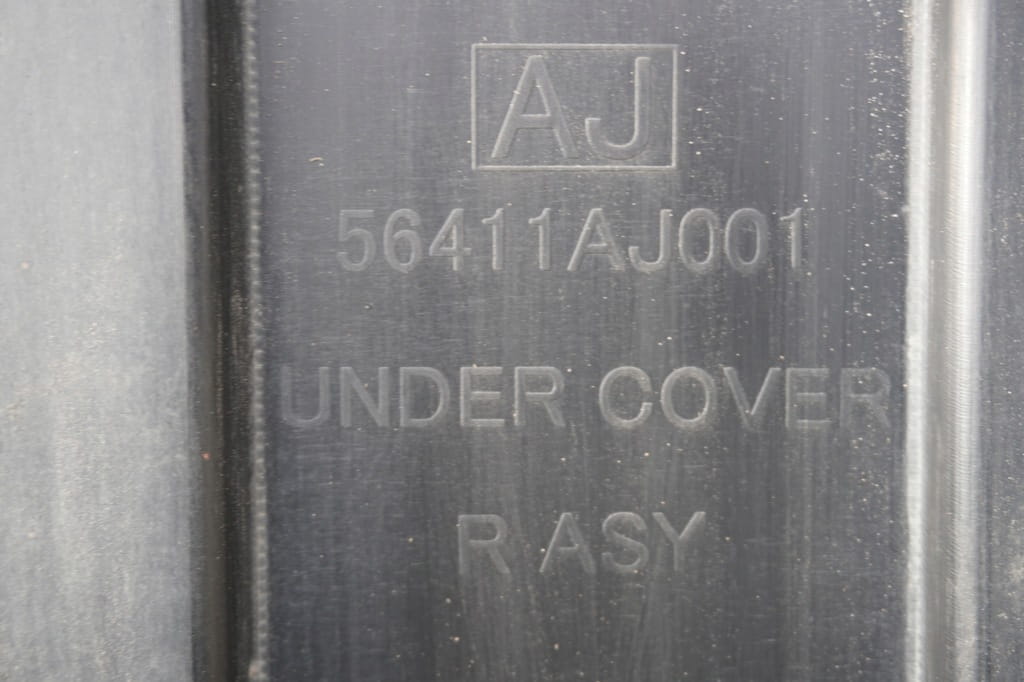 AJ
56411AJ001
UNDER COVER
R ASY